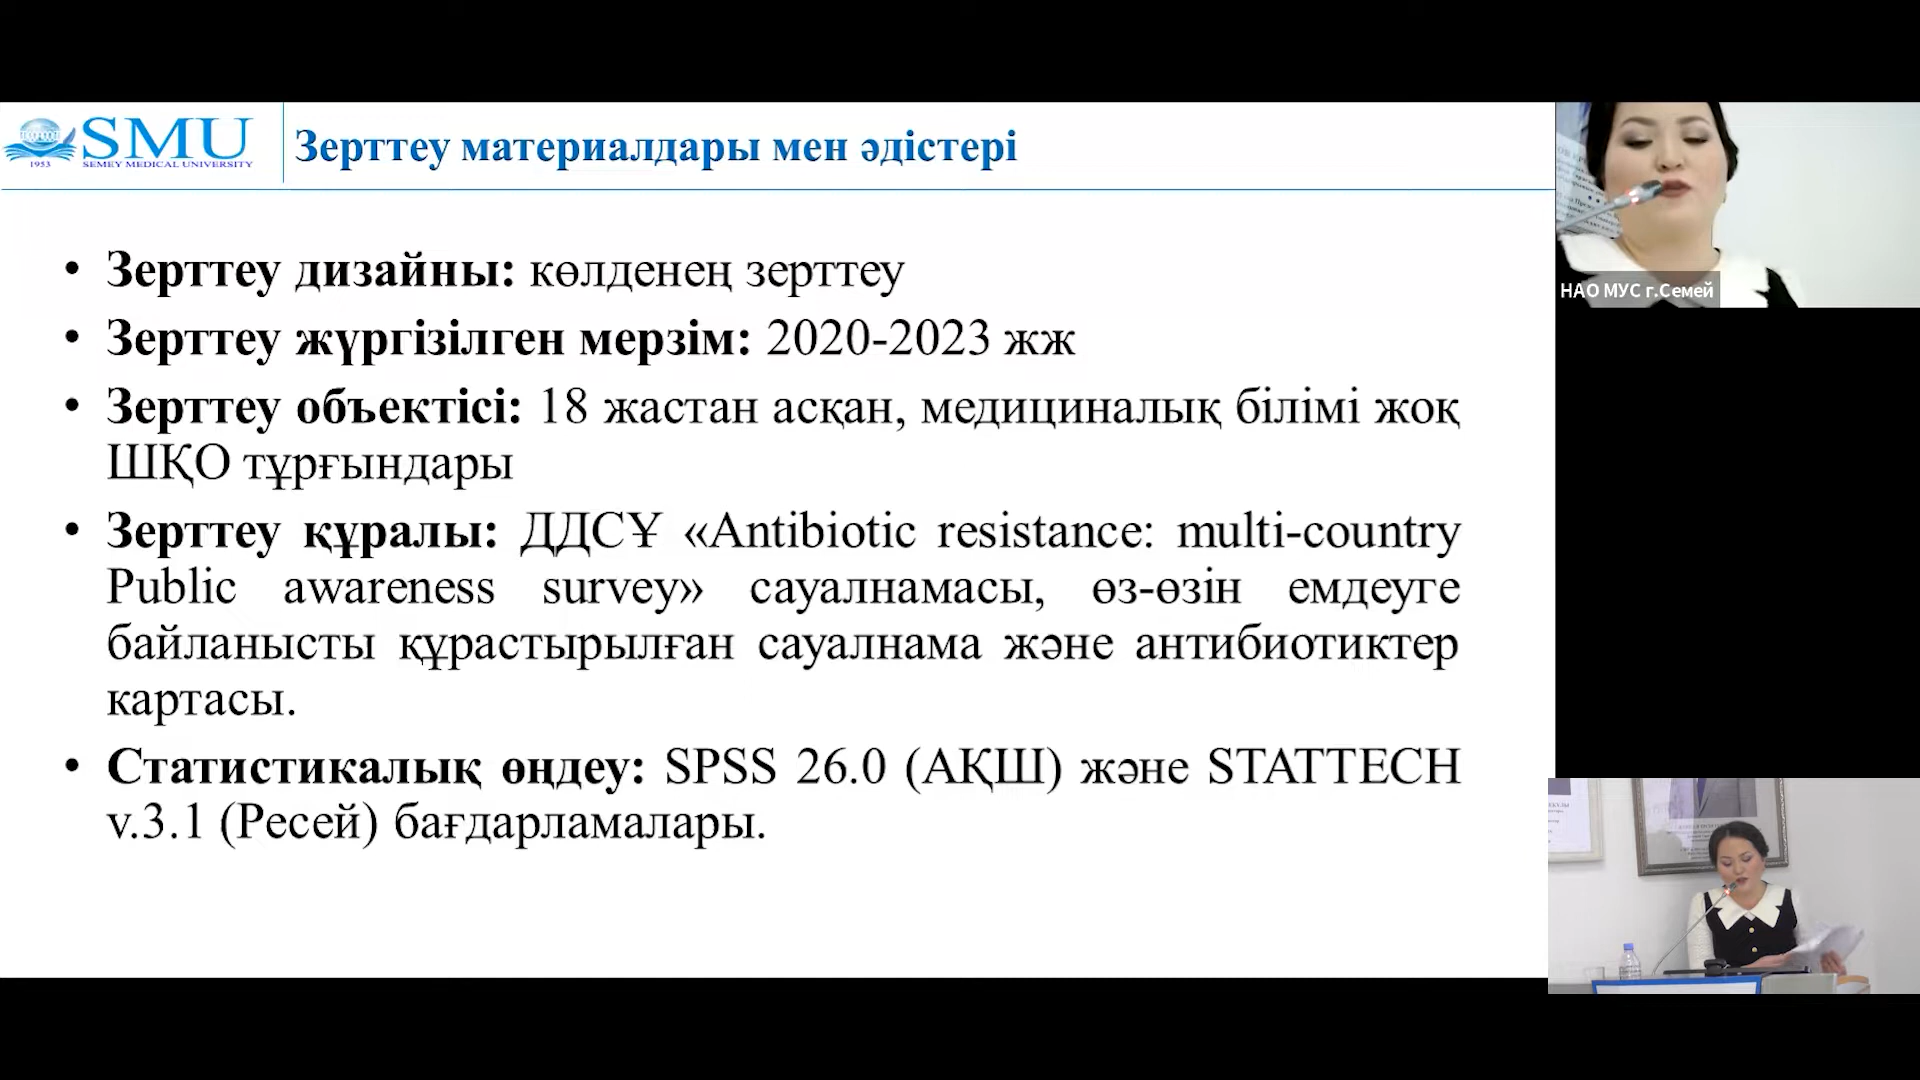 SMU
SEMEY MEDICAL UNIVERSITY
1953
Зерттеу материалдары мен әдістері
• Зерттеу дизайны: көлденең зерттеу
• Зерттеу жүргізілген мерзім: 2020-2023 жж
• Зерттеу объектісі: 18 жастан асқан, медициналық білімі жоқ
ШҚО тұрғындары
• Зерттеу құралы: ДДСҰ «Antibiotic resistance: multi-country
Public awareness survey» сауалнамасы, өз-өзін емдеуге
байланысты құрастырылған сауалнама және антибиотиктер
картасы.
• Статистикалық өңдеу: SPSS 26.0 (АҚШ) және STATTECH
v.3.1 (Ресей) бағдарламалары.
НАО МУС г.Семей